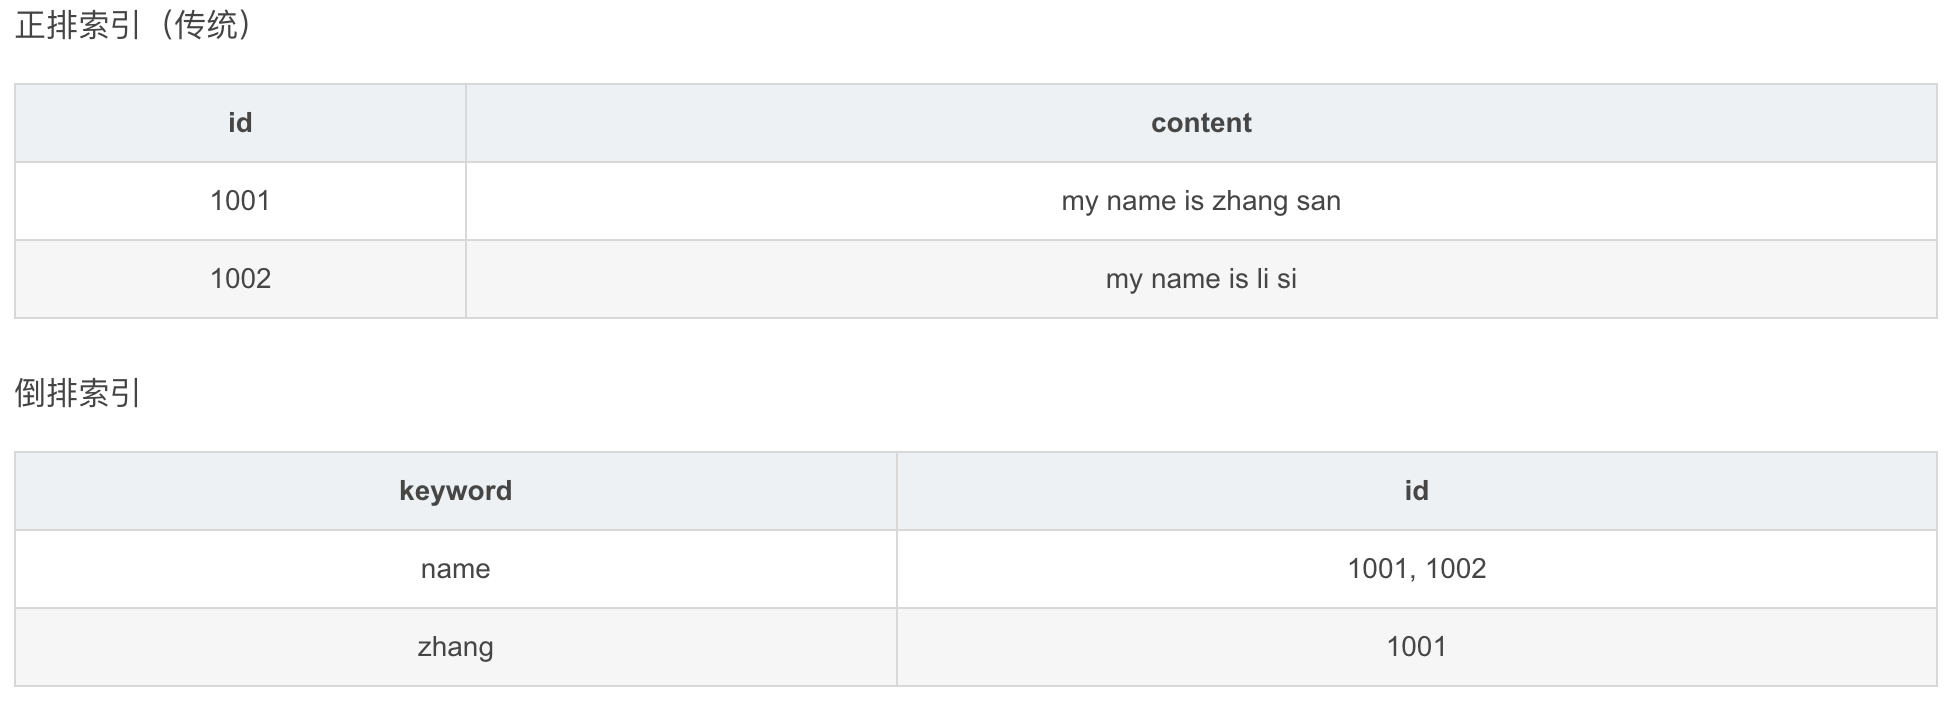 正排索引（传统）
id content
1001 my name is zhang san
1002 my name is li si
倒排索引
keyword id
name 1001, 1002
zhang 1001